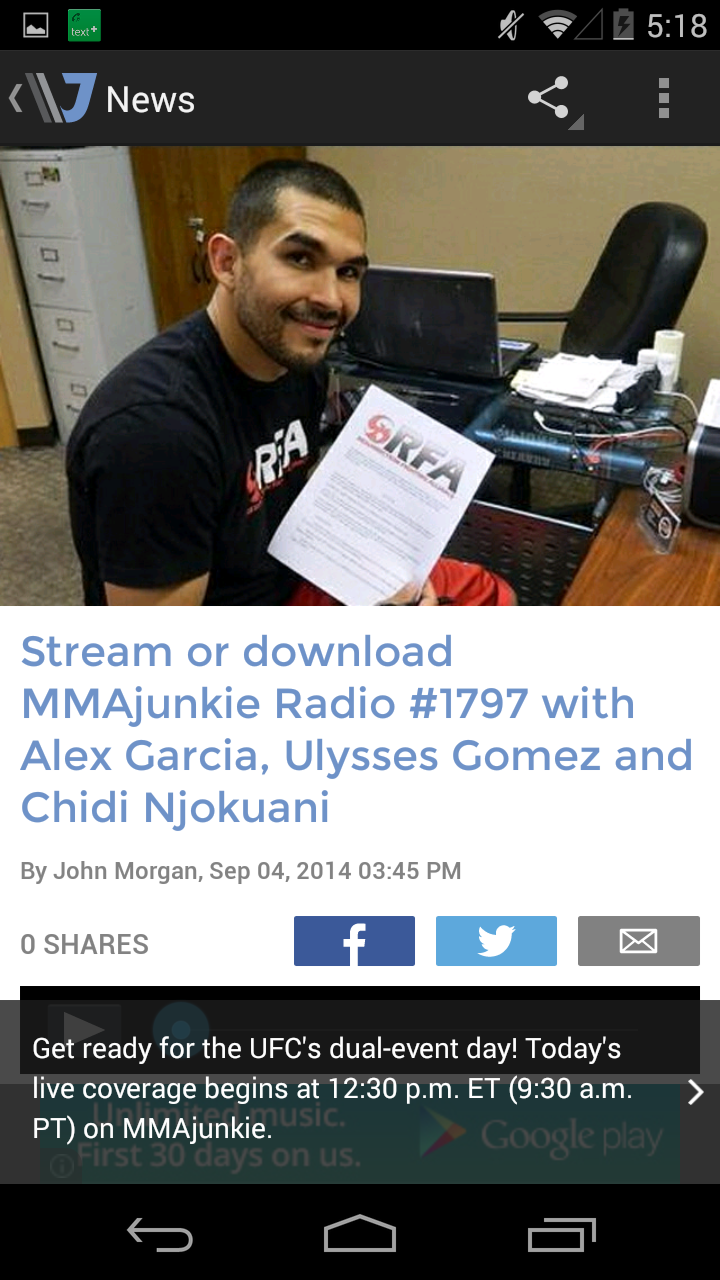 text+
5:18
News
RFA
RFA
Stream or download
MMAjunkie Radio #1797 with
Alex Garcia, Ulysses Gomez and
Chidi Njokuani
By John Morgan, Sep 04, 2014 03:45 PM
0 SHARES
Get ready for the UFC's dual-event day! Today's
live coverage begins at 12:30 p.m. ET (9:30 a.m.
PT) on MMAjunkie.
Unlimited music.
First 30 days on us.
Google play